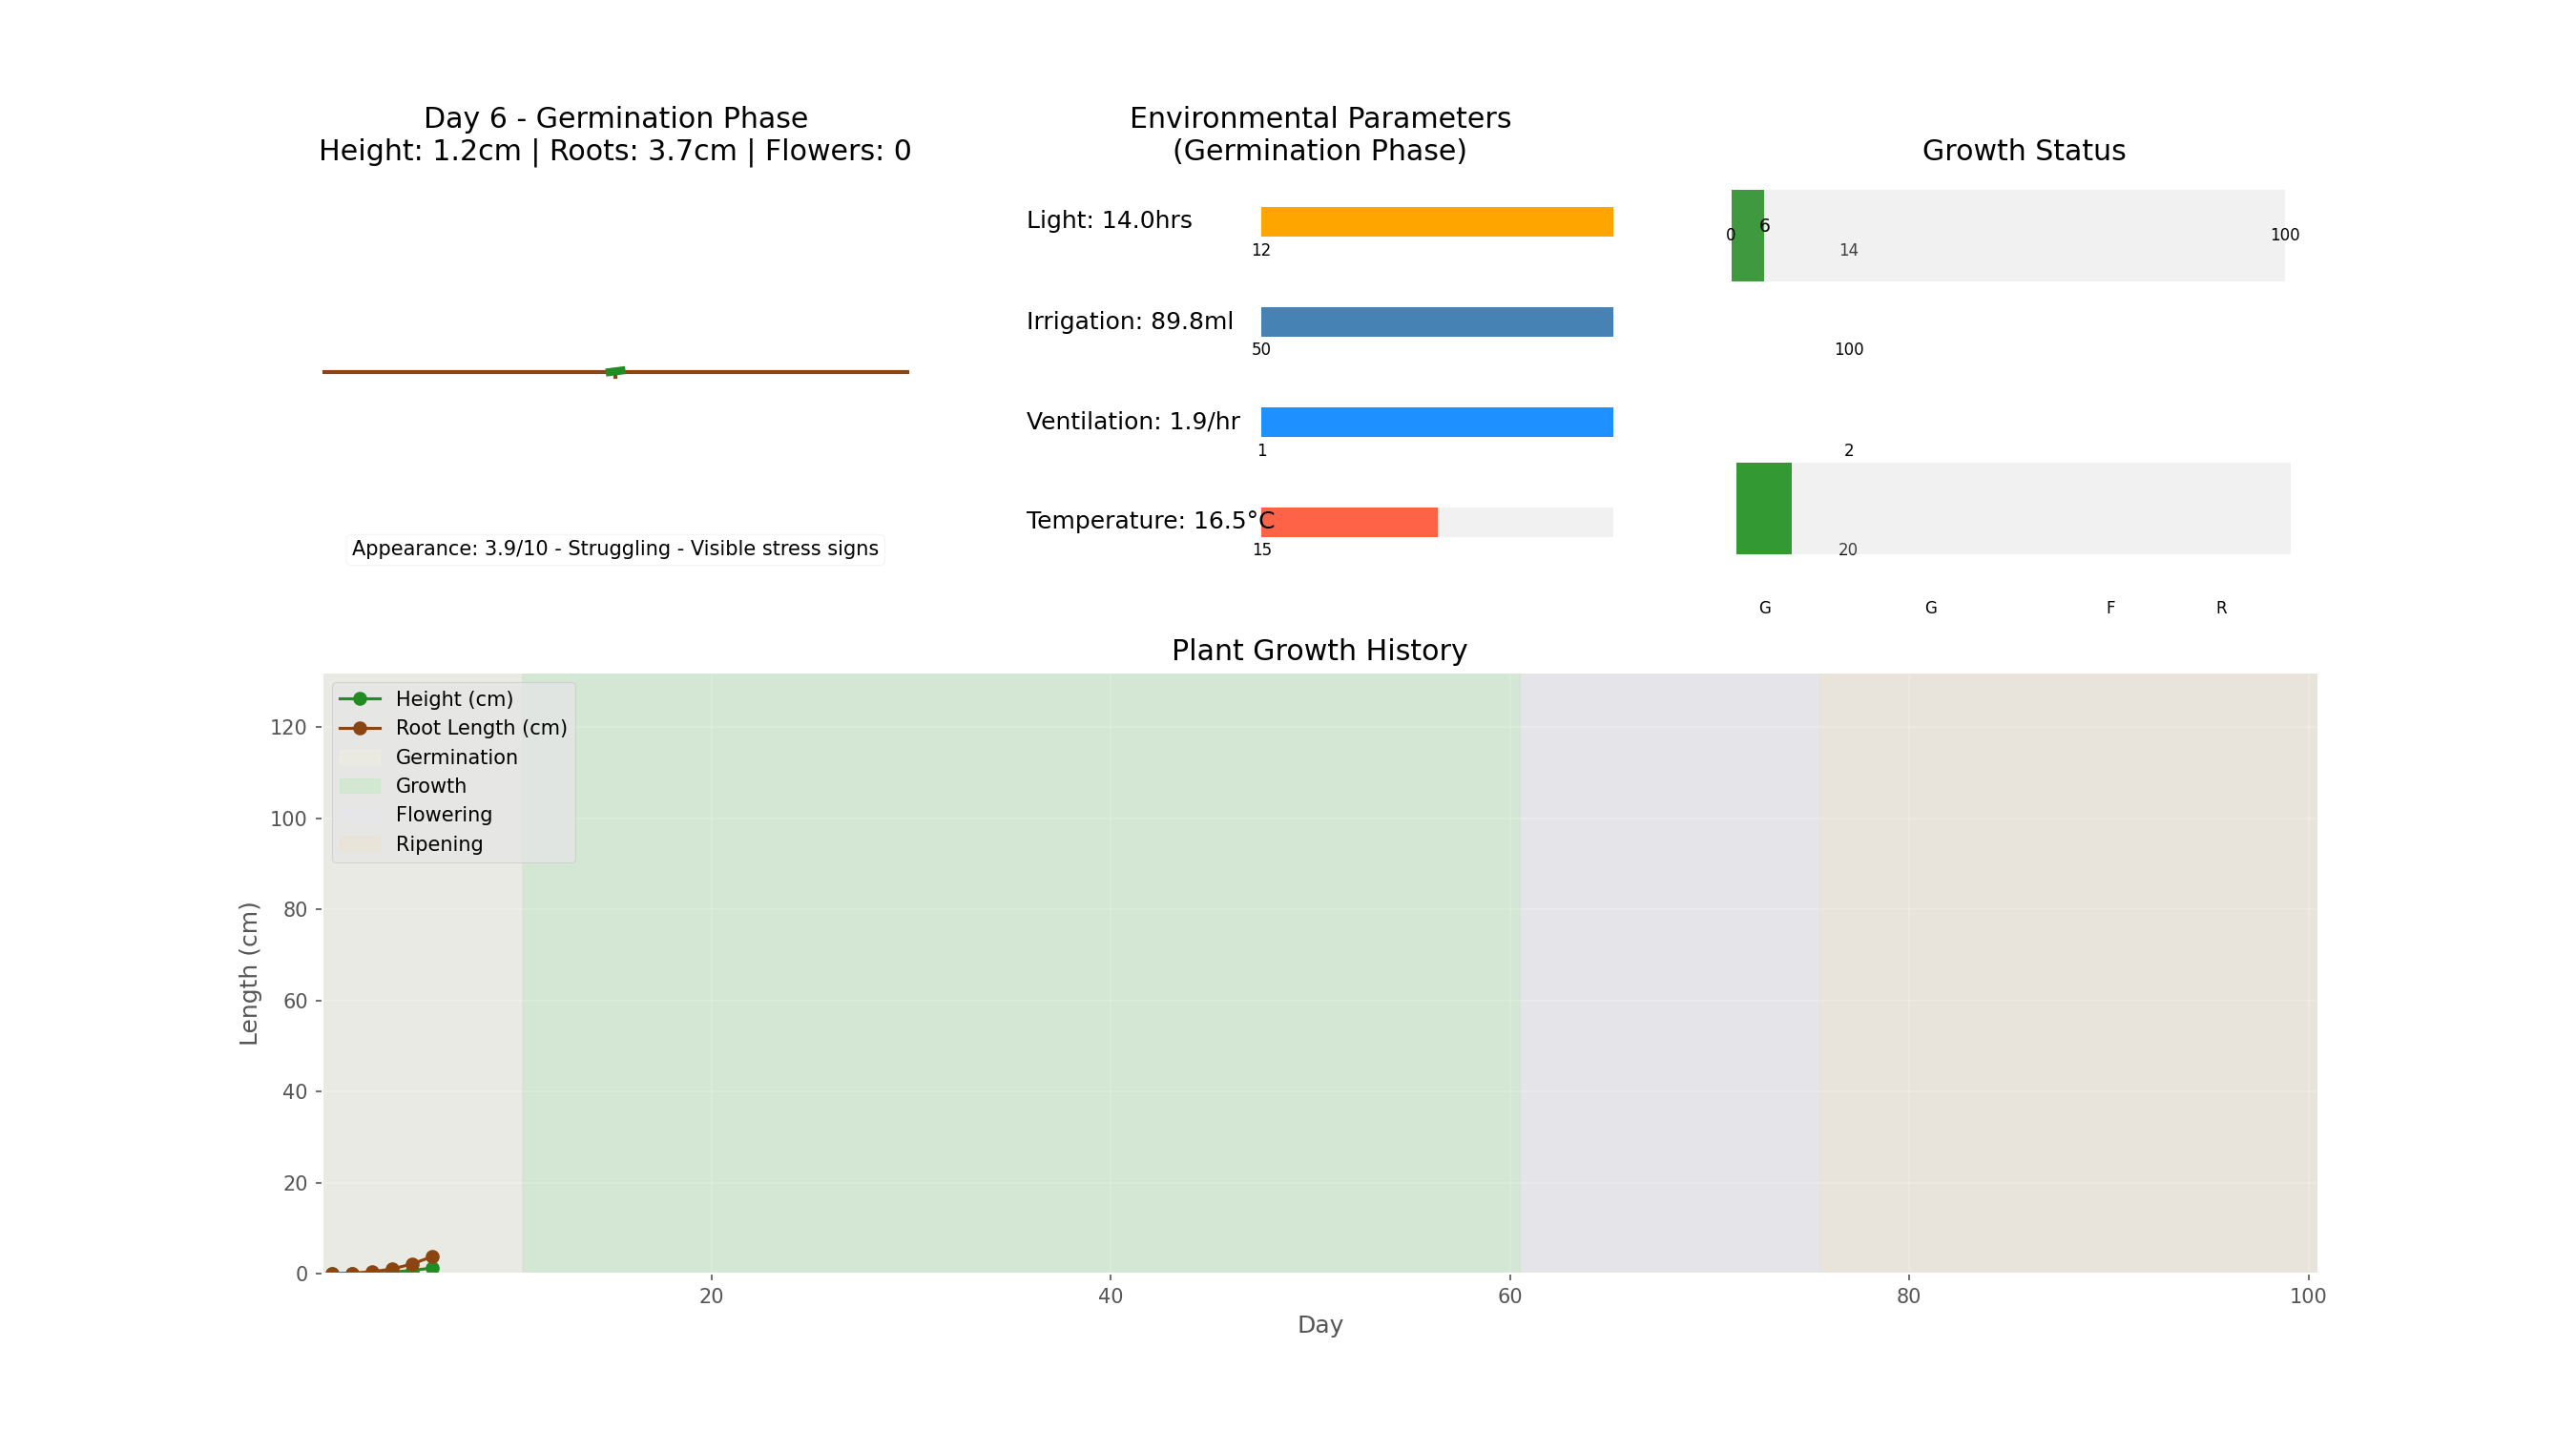 Day 6 - Germination Phase
Height: 1.2cm | Roots: 3.7cm | Flowers: 0
Appearance: 3.9/10 - Struggling - Visible stress signs
Environmental Parameters
(Germination Phase)
Light: 14.0hrs
12
14
Irrigation: 89.8ml
50
100
Ventilation: 1.9/hr
1
2
Temperature: 16.5°C
15
20
Growth Status
0
6
100
G
G
F
R
Plant Growth History
Height (cm)
Root Length (cm)
Germination
Growth
Flowering
Ripening
Length (cm)
120
100
80
60
40
20
0
20
40
60
80
100
Day